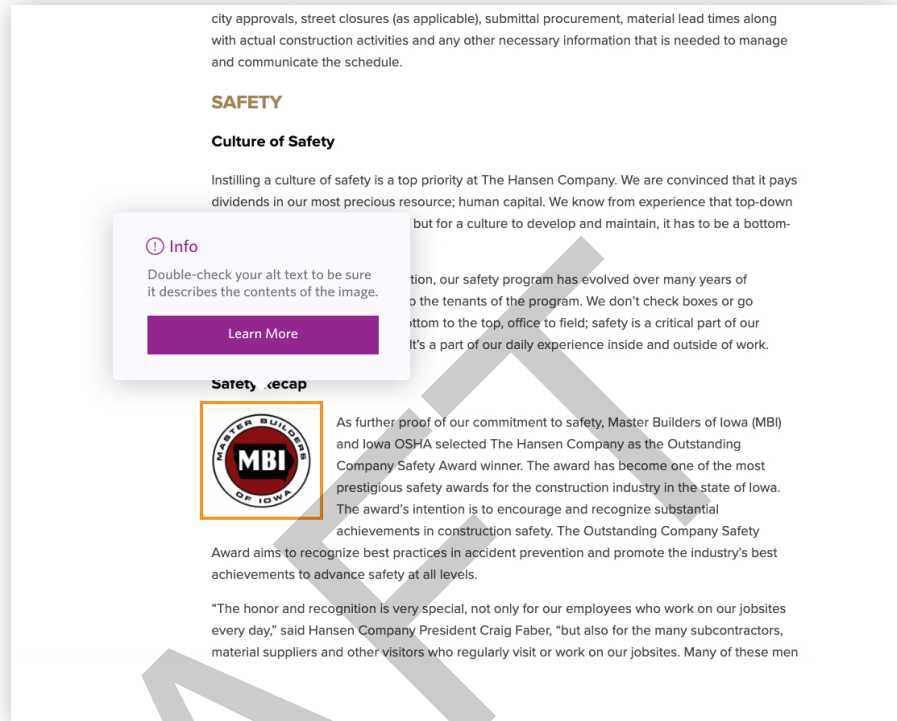 city approvals, street closures (as applicable), submittal procurement, material lead times along
with actual construction activities and any other necessary information that is needed to manage
and communicate the schedule.
SAFETY
Culture of Safety
Instilling a culture of safety is a top priority at The Hansen Company. We are convinced that it pays
dividends in our most precious resource; human capital. We know from experience that top-down
but for a culture to develop and maintain, it has to be a bottom-
Info
Double-check your alt text to be sure
it describes the contents of the image.
Learn More
tion, our safety program has evolved over many years of
o the tenants of the program. We don’t check boxes or go
ttom to the top, office to field; safety is a critical part of our
It’s a part of our daily experience inside and outside of work.
Safety Recap
MASTER BUILDERS
MBI
OF IOWA
As further proof of our commitment to safety, Master Builders of Iowa (MBI)
and Iowa OSHA selected The Hansen Company as the Outstanding
Company Safety Award winner. The award has become one of the most
prestigious safety awards for the construction industry in the state of Iowa.
The award’s intention is to encourage and recognize substantial
achievements in construction safety. The Outstanding Company Safety
Award aims to recognize best practices in accident prevention and promote the industry’s best
achievements to advance safety at all levels.
“The honor and recognition is very special, not only for our employees who work on our jobsites
every day,” said Hansen Company President Craig Faber, “but also for the many subcontractors,
material suppliers and other visitors who regularly visit or work on our jobsites. Many of these men
AFT